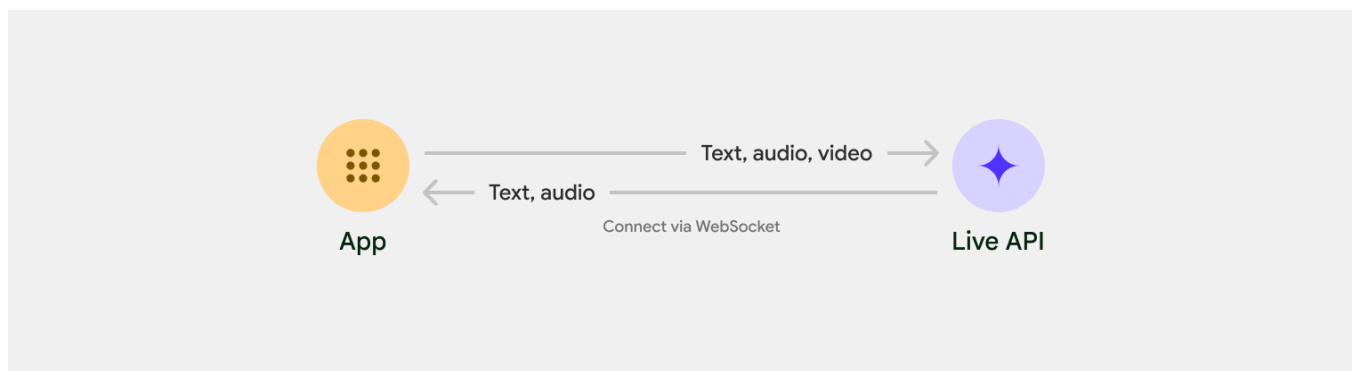 Text, audio, video
Text, audio
Connect via WebSocket
App
Live API